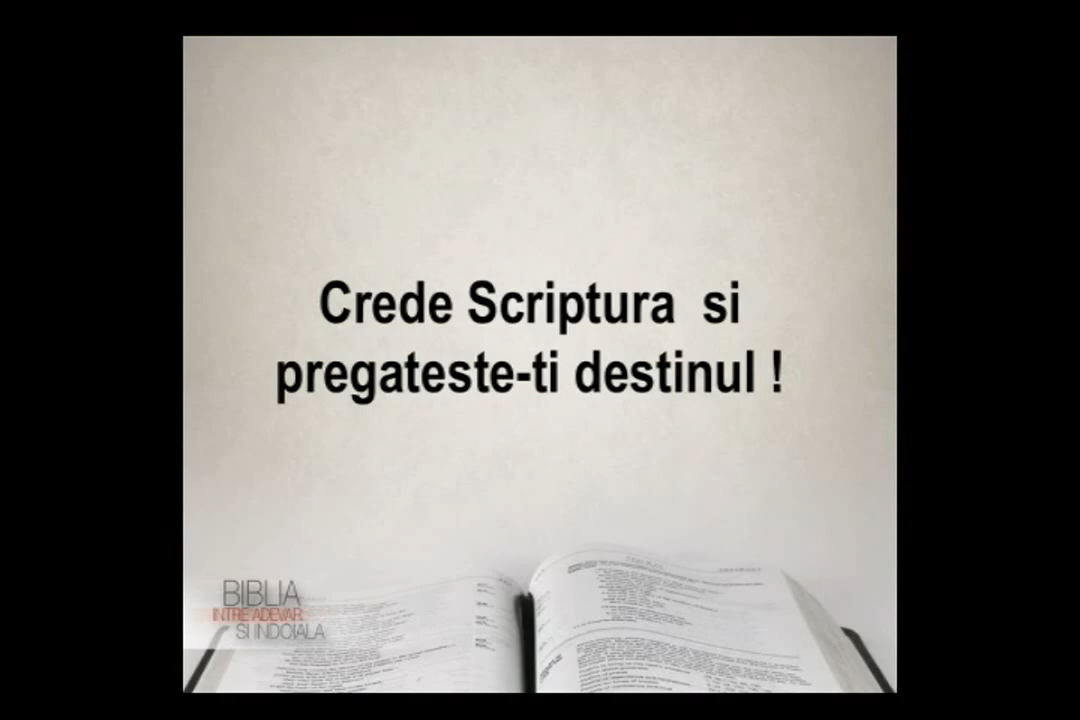 Crede Scriptura si
pregateste-ti destinul !
BIBLIA
INTRE ADEVAR
SI INDOIALA